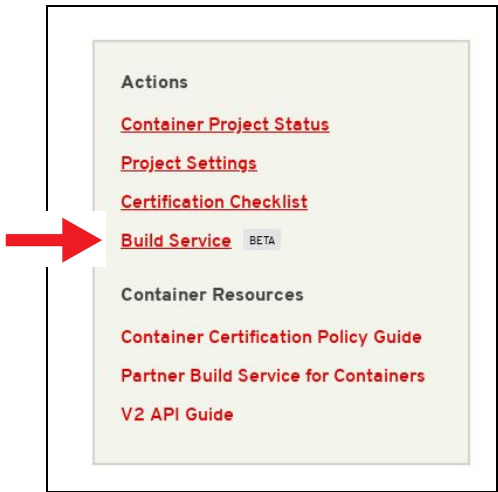 Actions
Container Project Status
Project Settings
Certification Checklist
Build Service BETA
Container Resources
Container Certification Policy Guide
Partner Build Service for Containers
V2 API Guide